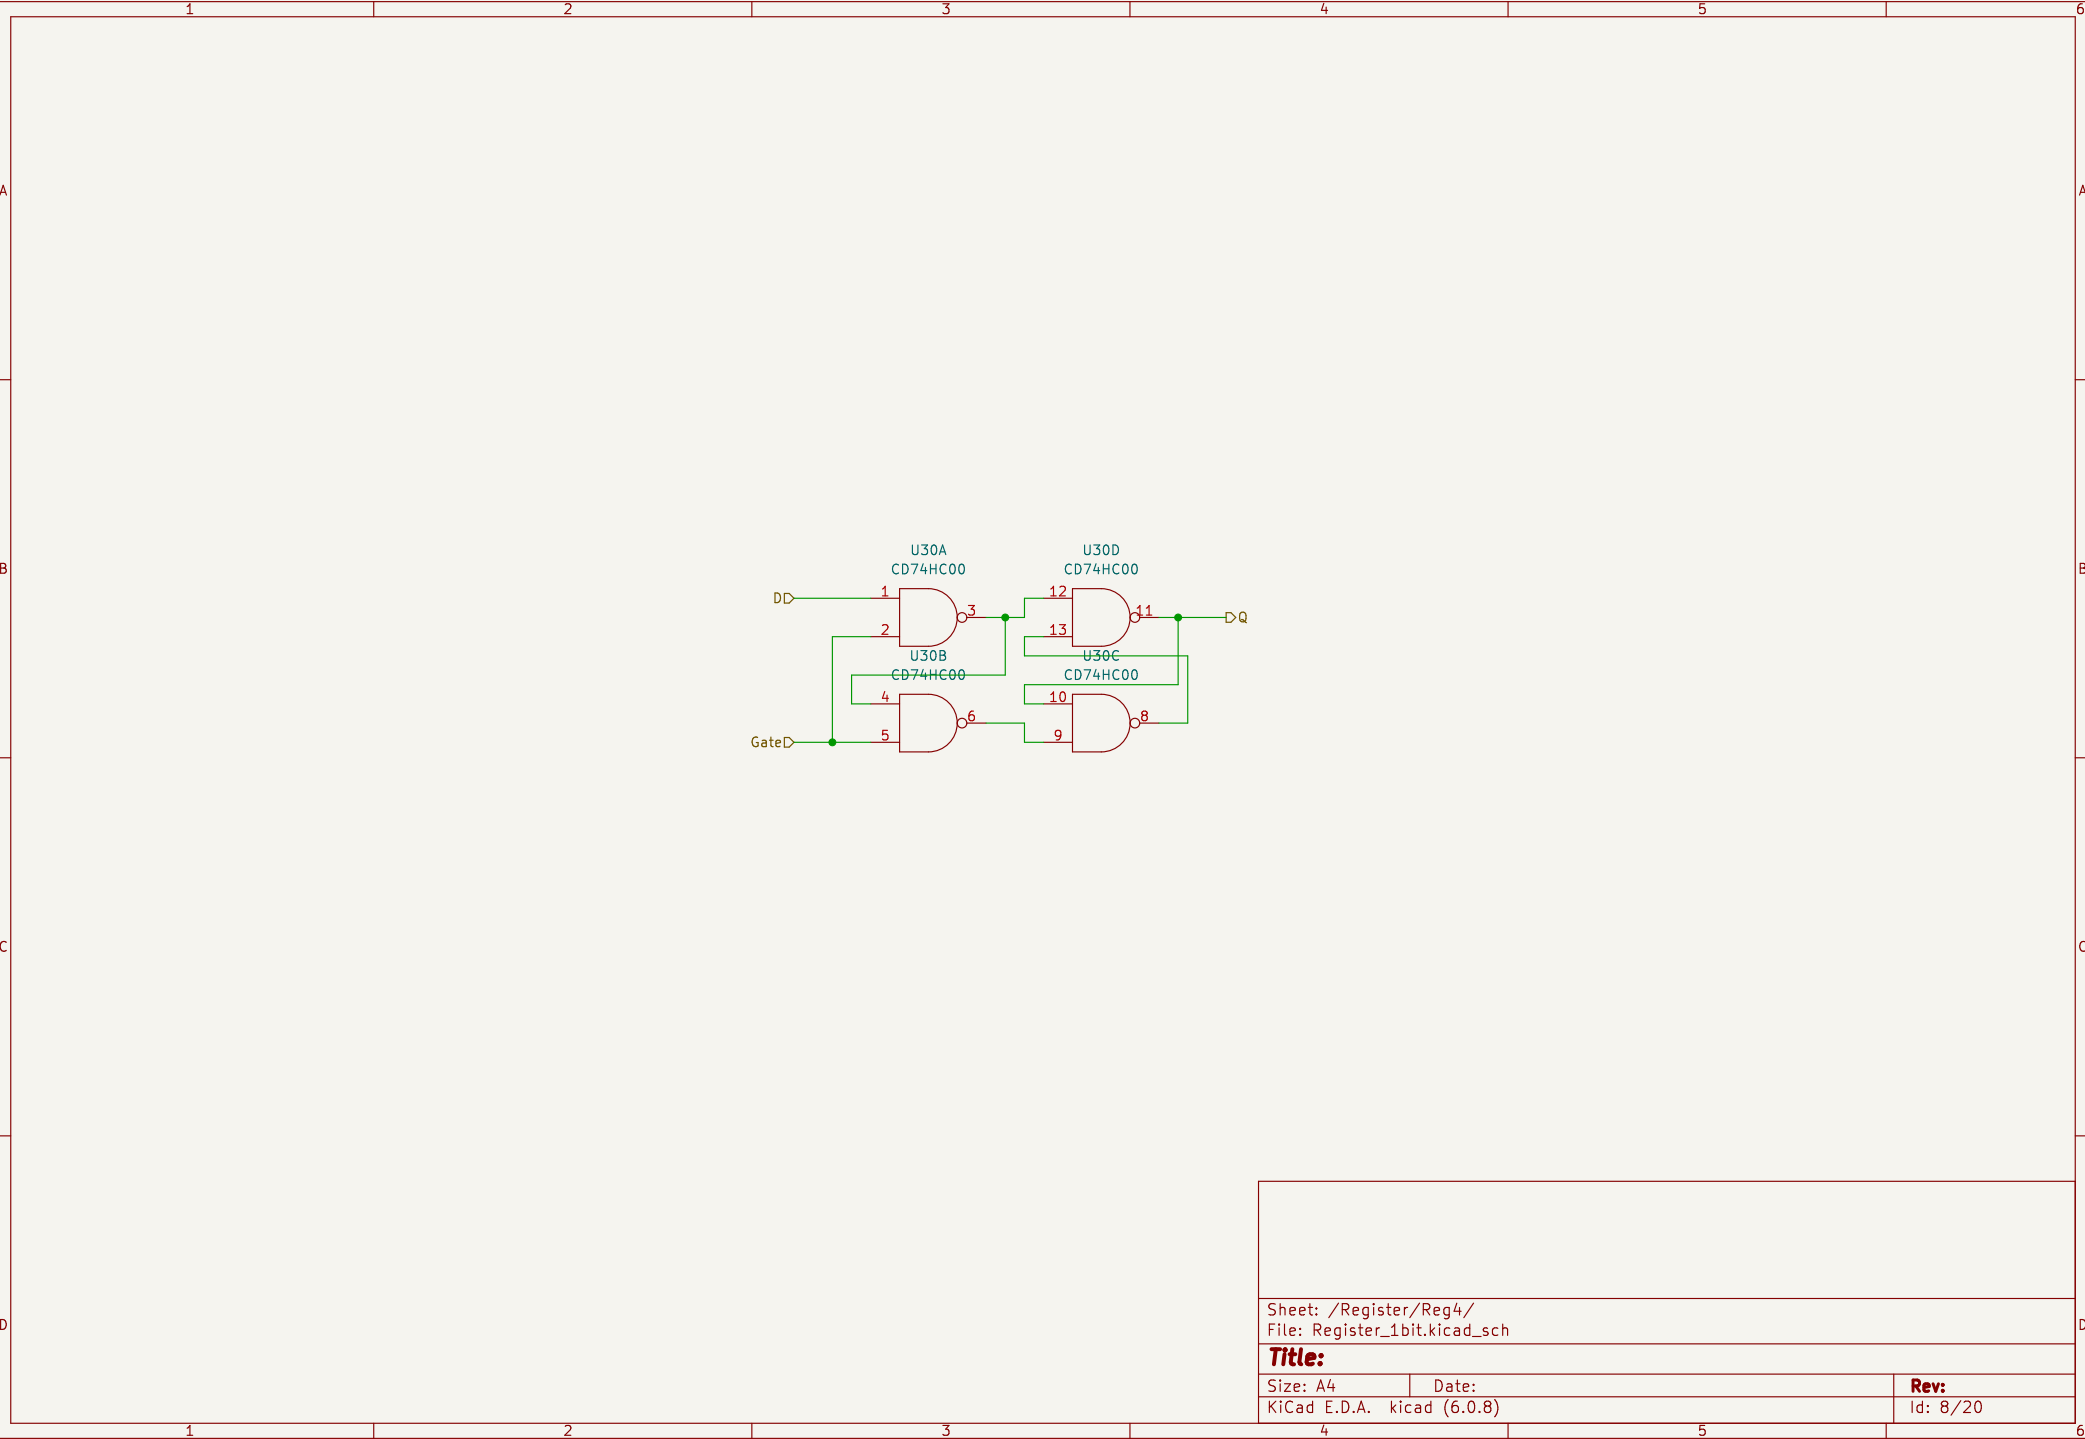 1 2 3 4 5 6
A A
U30A U30D
CD74HC00 CD74HC00
B B
D 1 12
3 11 Q
2 13
U30B U30C
CD74HC00 CD74HC00
4 10
6 8
Gate 5 9
C C
Sheet: /Register/Reg4/
D D
File: Register_1bit.kicad_sch
Title:
Size: A4 Date: Rev:
KiCad E.D.A. kicad (6.0.8) Id: 8/20
1 2 3 4 5 6